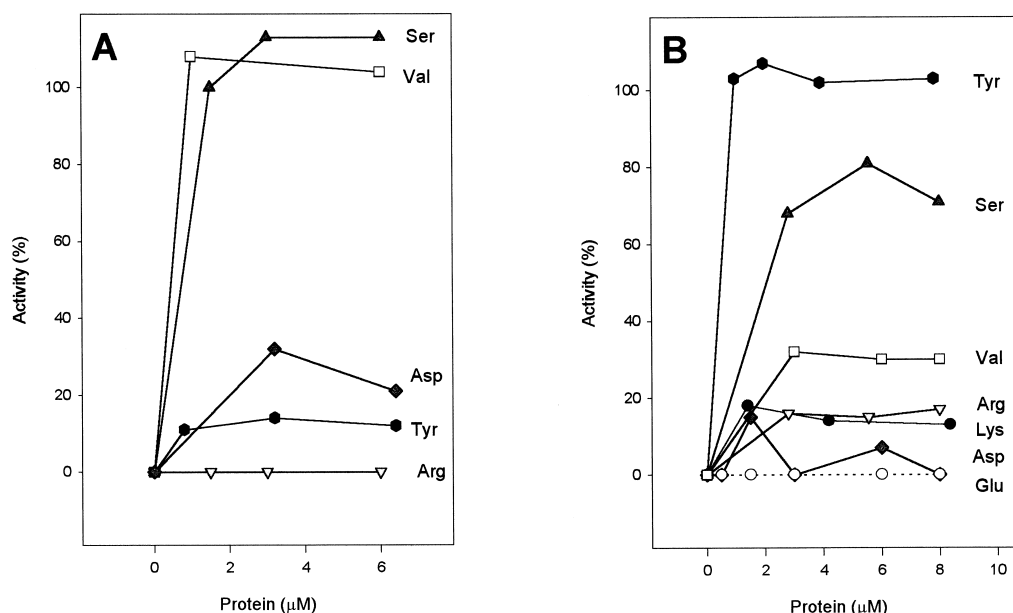 A
Activity (%)
100
80
60
40
20
0
Ser
Val
Asp
Tyr
Arg
0 2 4 6
Protein (μM)
B
Activity (%)
100
80
60
40
20
0
Tyr
Ser
Val
Arg
Lys
Asp
Glu
0 2 4 6 8 10
Protein (μM)